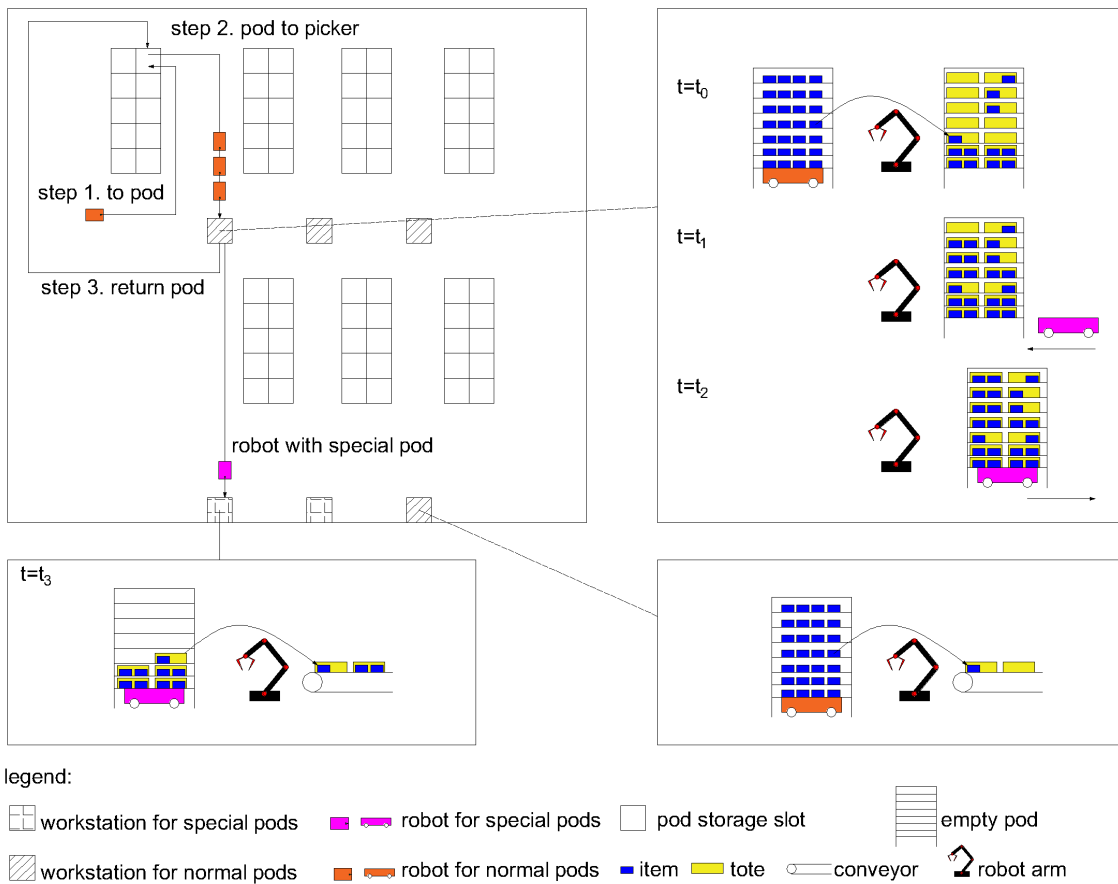 step 2. pod to picker
step 1. to pod
step 3. return pod
robot with special pod
t=t₀
t=t₁
t=t₂
t=t₃
legend:
workstation for special pods
robot for special pods
pod storage slot
empty pod
workstation for normal pods
robot for normal pods
item
tote
conveyor
robot arm